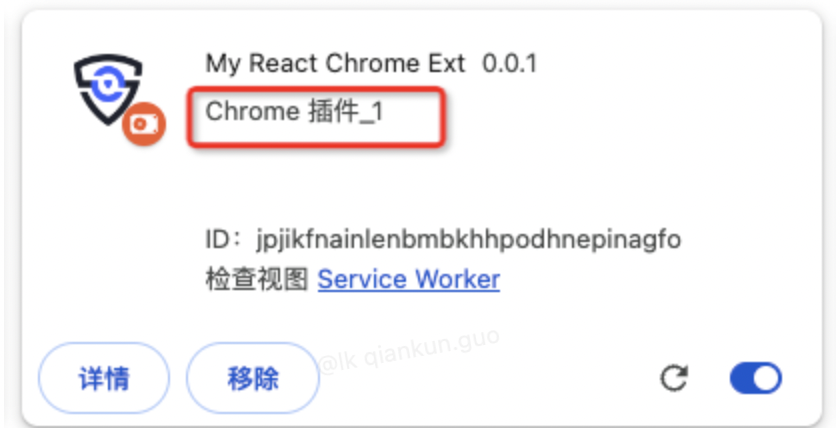 My React Chrome Ext 0.0.1
Chrome 插件_1
ID：jpjikfnainlenbmbkhhpodhnepinagfo
检查视图 Service Worker
@lk qiankun.guo
详情 移除